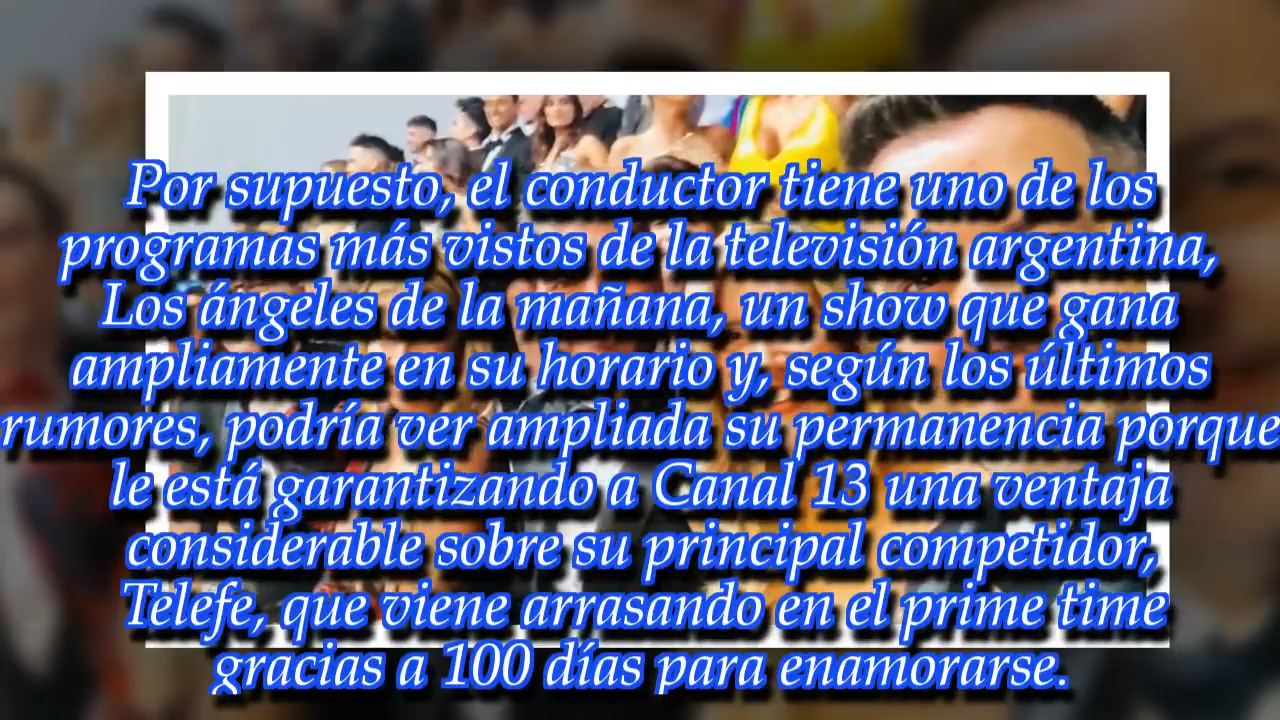 Por supuesto, el conductor tiene uno de los
programas más vistos de la televisión argentina,
Los ángeles de la mañana, un show que gana
ampliamente en su horario y, según los últimos
rumores, podría ver ampliada su permanencia porque
le está garantizando a Canal 13 una ventaja
considerable sobre su principal competidor,
Telefe, que viene arrasando en el prime time
gracias a 100 días para enamorarse.